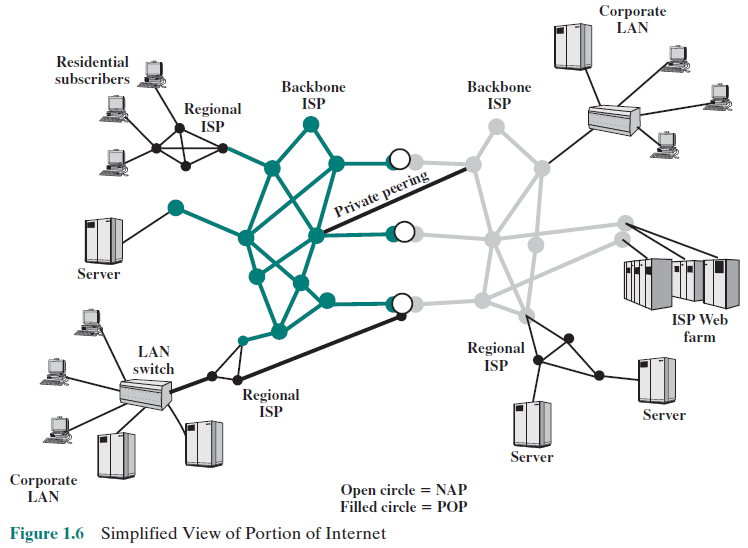 Corporate
LAN
Residential
subscribers
Regional
ISP
Backbone
ISP
Backbone
ISP
Private peering
Server
ISP Web
farm
LAN
switch
Regional
ISP
Regional
ISP
Server
Server
Corporate
LAN
Open circle = NAP
Filled circle = POP
Figure 1.6 Simplified View of Portion of Internet